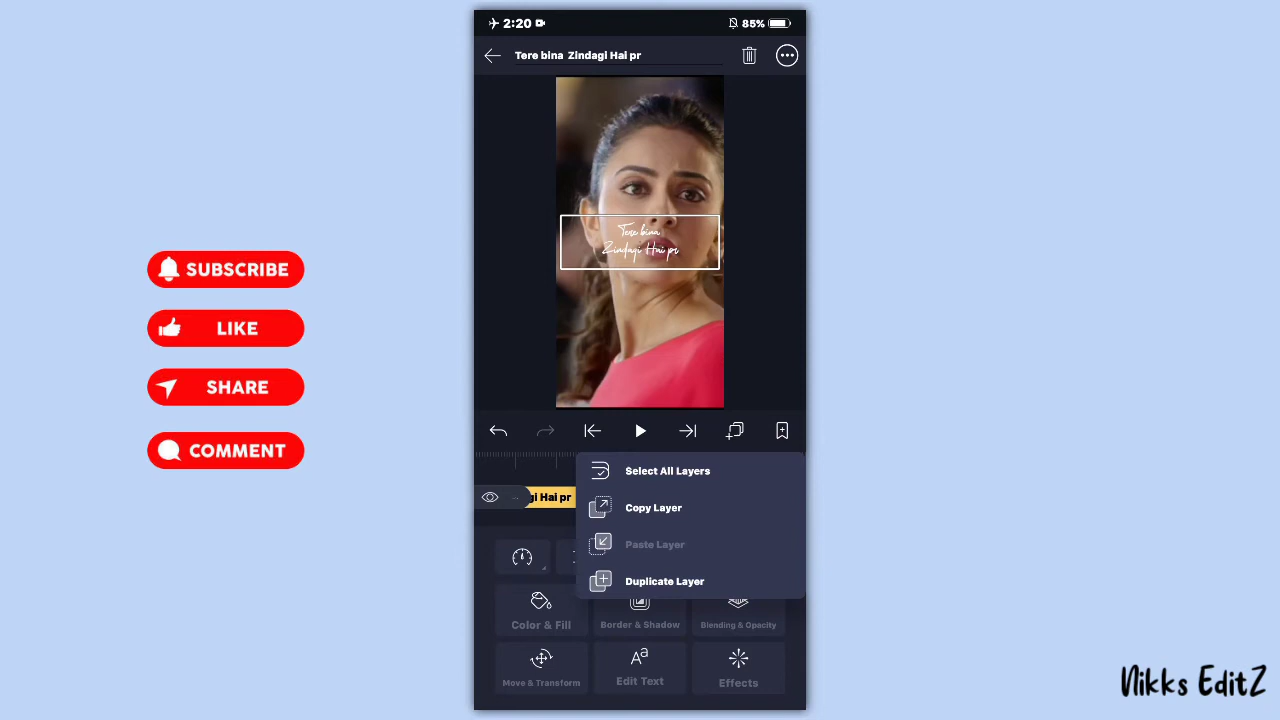 2:20
85%
Tere bina Zindagi Hai pr
Tere bina
Zindagi Hai pr
SUBSCRIBE
LIKE
SHARE
COMMENT
Select All Layers
gi Hai pr
Copy Layer
Paste Layer
Duplicate Layer
Color & Fill
Border & Shadow
Blending & Opacity
Move & Transform
Edit Text
Effects
Nikks EditZ